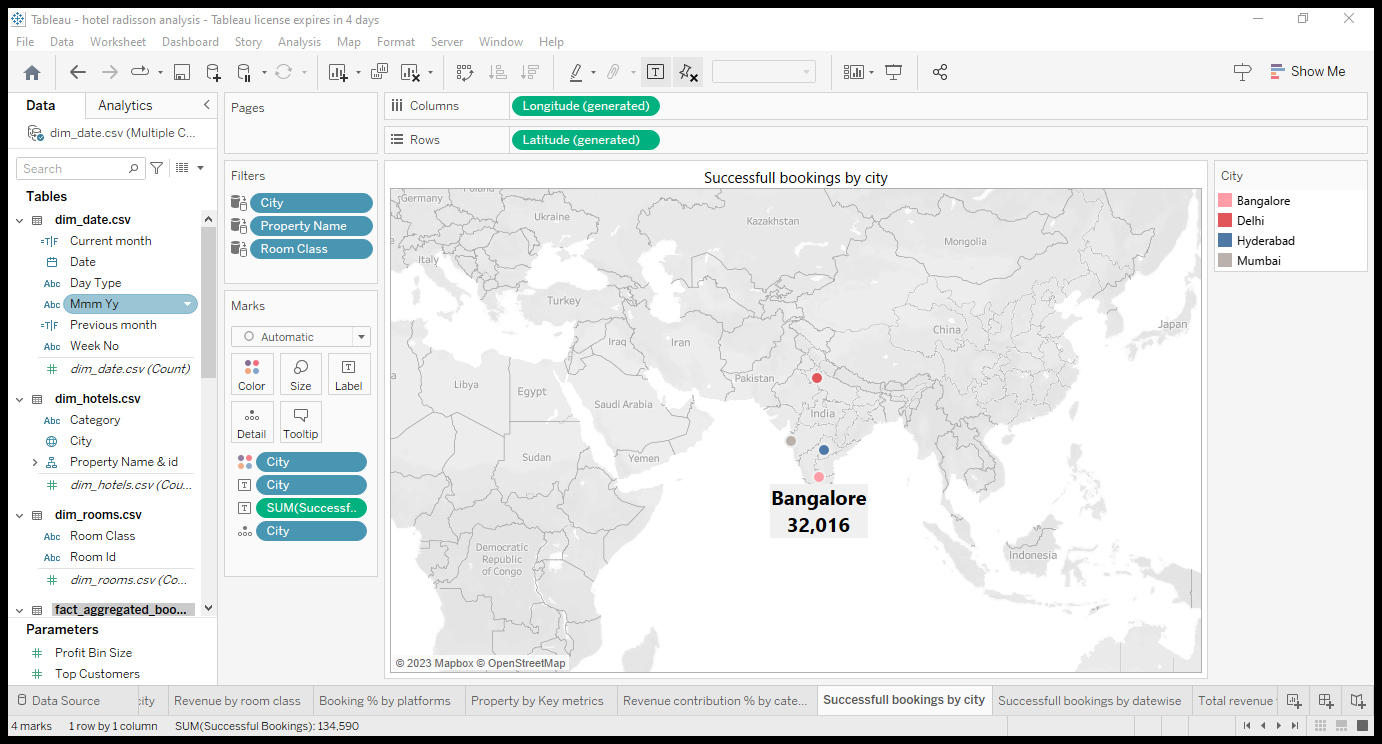 Tableau - hotel radisson analysis - Tableau license expires in 4 days
File Data Worksheet Dashboard Story Analysis Map Format Server Window Help
Show Me
Data Analytics
dim_date.csv (Multiple C...
Search
Tables
dim_date.csv
=T|F Current month
Date
Abc Day Type
Abc Mmm Yy
=T|F Previous month
Abc Week No
dim_date.csv (Count)
dim_hotels.csv
Abc Category
City
Property Name & id
dim_hotels.csv (Cou...
dim_rooms.csv
Abc Room Class
Abc Room Id
dim_rooms.csv (Co...
fact_aggregated_boo...
Parameters
Profit Bin Size
Top Customers
Pages
Filters
City
Property Name
Room Class
Marks
Automatic
Color Size Label
Detail Tooltip
City
City
SUM(Successf..
City
Columns Longitude (generated)
Rows Latitude (generated)
Successfull bookings by city
Poland
Germany
Ukraine
Kazakhstan
Mongolia
Italy
Turkey
China
Japan
Iraq
Iran
Pakistan
Libya
Egypt
Saudi Arabia
India
Sudan
Yemen
Bangalore
32,016
Democratic
Republic
of Congo
Indonesia
© 2023 Mapbox © OpenStreetMap
City
Bangalore
Delhi
Hyderabad
Mumbai
Data Source city Revenue by room class Booking % by platforms Property by Key metrics Revenue contribution % by cate... Successfull bookings by city Successfull bookings by datewise Total revenue
4 marks 1 row by 1 column SUM(Successful Bookings): 134,590